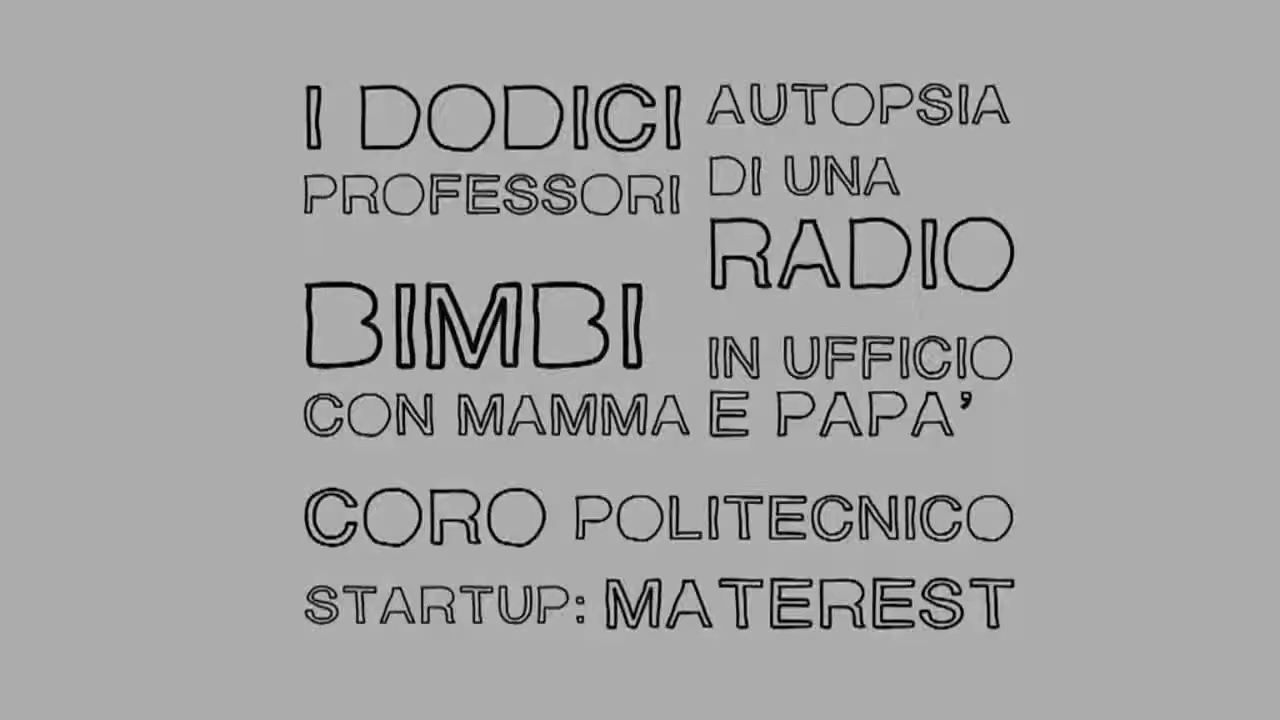 I DODICI
PROFESSORI
AUTOPSIA
DI UNA
RADIO
BIMBI
IN UFFICIO
CON MAMMA E PAPA’
CORO POLITECNICO
STARTUP: MATEREST